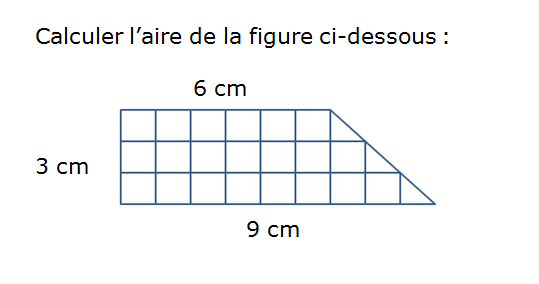 Calculer l’aire de la figure ci-dessous :
6 cm
3 cm
9 cm